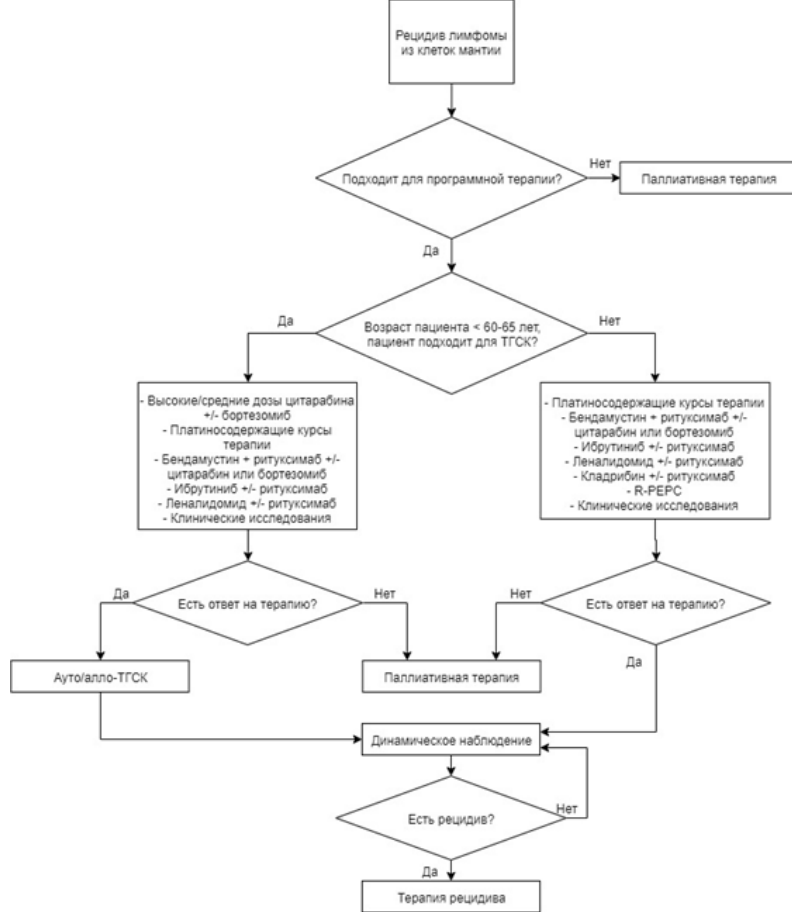 Рецидив лимфомы
из клеток мантии
Подходит для программной терапии?
Нет
Паллиативная терапия
Да
Возраст пациента < 60-65 лет,
пациент подходит для ТГСК?
Да
Нет
- Высокие/средние дозы цитарабина
+/- бортезомиб
- Платиносодержащие курсы
терапии
- Бендамустин + ритуксимаб +/-
цитарабин или бортезомиб
- Ибрутиниб +/- ритуксимаб
- Леналидомид +/- ритуксимаб
- Клинические исследования
- Платиносодержащие курсы терапии
- Бендамустин + ритуксимаб +/-
цитарабин или бортезомиб
- Ибрутиниб +/- ритуксимаб
- Леналидомид +/- ритуксимаб
- Кладрибин +/- ритуксимаб
- R-PEPC
- Клинические исследования
Да
Есть ответ на терапию?
Нет
Нет
Есть ответ на терапию?
Да
Ауто/алло-ТГСК
Паллиативная терапия
Динамическое наблюдение
Есть рецидив?
Нет
Да
Терапия рецидива